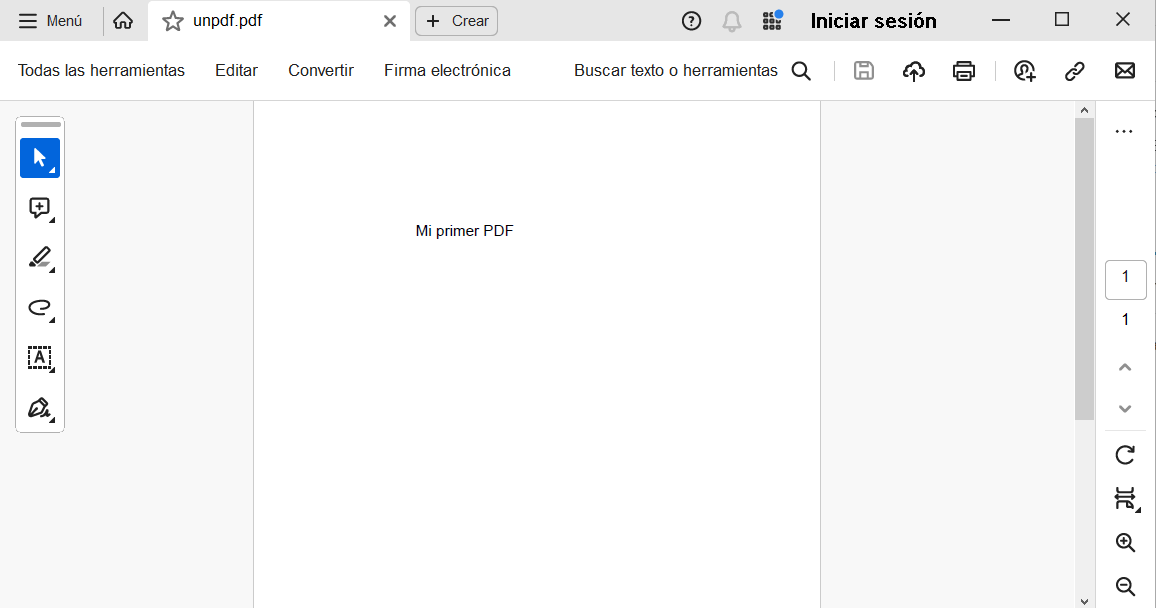 Menú
unpdf.pdf
Crear
Iniciar sesión
Todas las herramientas
Editar
Convertir
Firma electrónica
Buscar texto o herramientas
Mi primer PDF
1
1